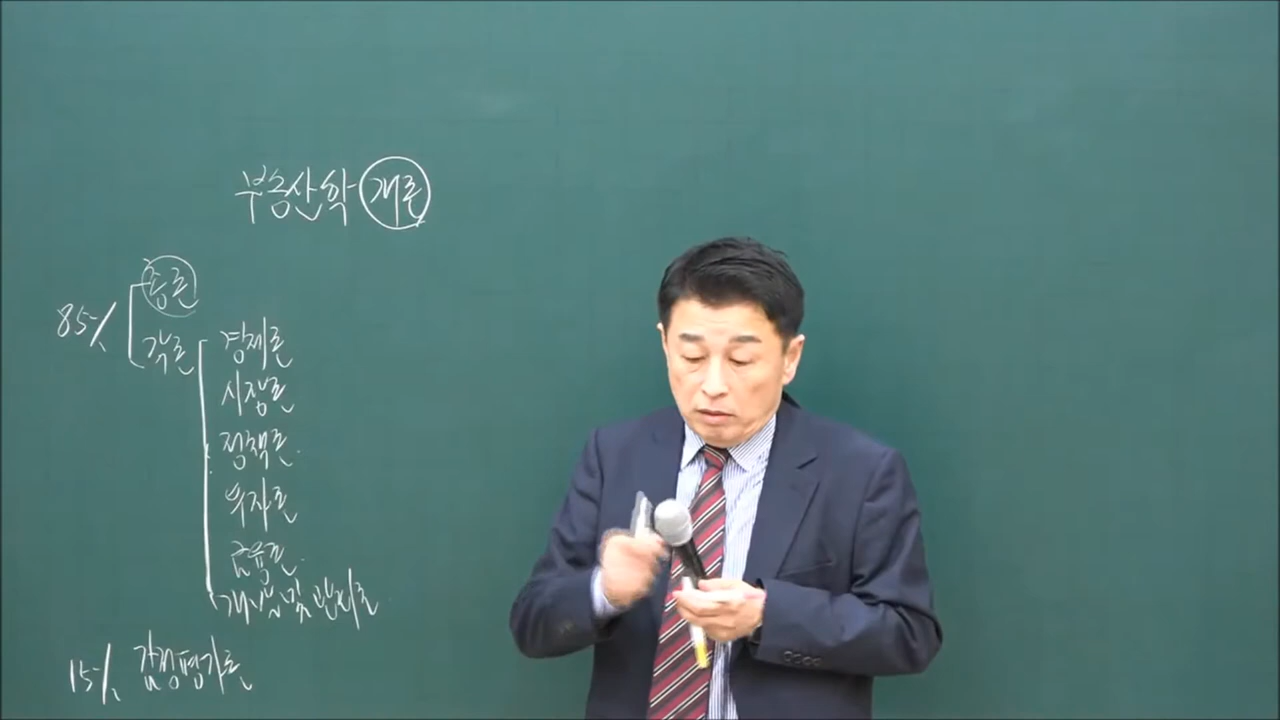 부동산학 개론
85% 총론
각론 경제론
시장론
정책론
투자론
금융론
개발 및 관리론
15% 감정평가론